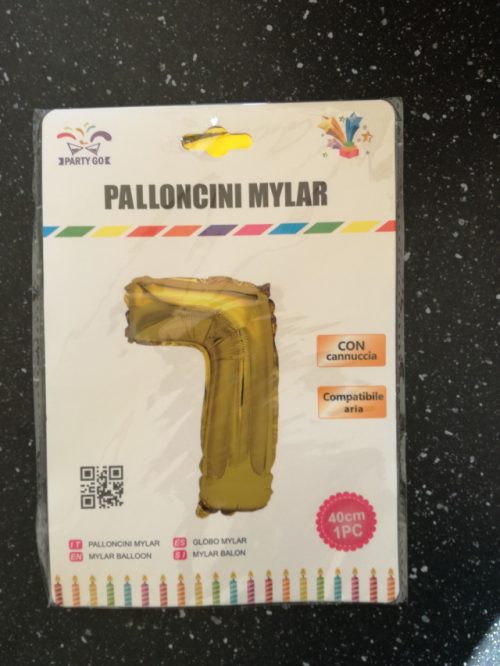 PARTY GO
PALLONCINI MYLAR
7
CON
cannuccia
Compatibile
aria
40cm
1PC
IT PALLONCINI MYLAR
EN MYLAR BALLOON
ES GLOBO MYLAR
SI MYLAR BALON